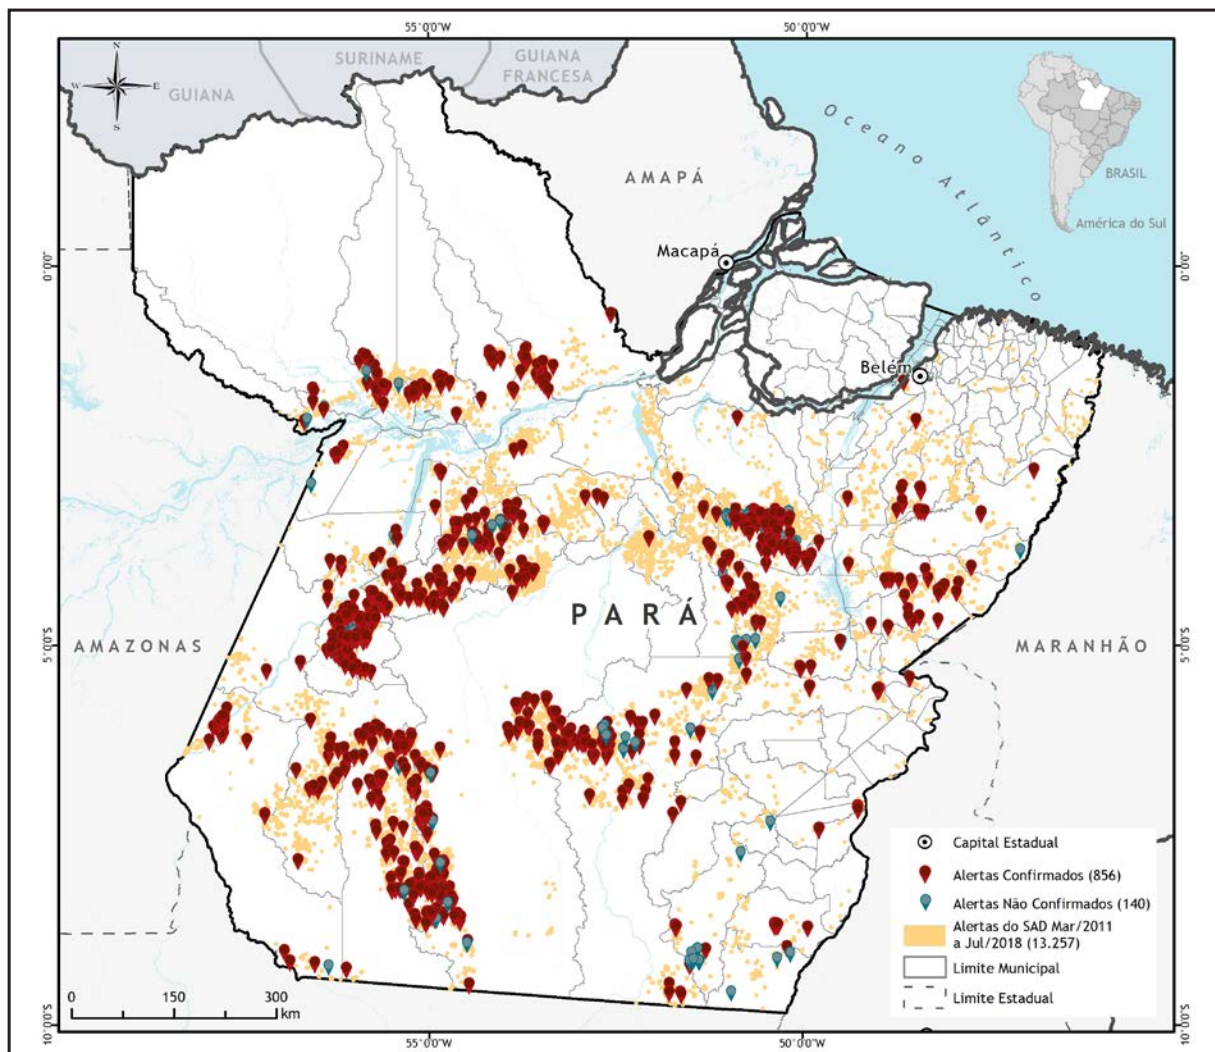 55°0'0"W
50°0'0"W
N
W
E
S
SURINAME
GUIANA
FRANCESA
GUIANA
Oceano Atlântico
BRASIL
América do Sul
AMAPÁ
Macapá
0°0'0"
0°0'0"
Belém
PARÁ
AMAZONAS
MARANHÃO
5°0'0"S
5°0'0"S
Capital Estadual
Alertas Confirmados (856)
Alertas Não Confirmados (140)
Alertas do SAD Mar/2011
a Jul/2018 (13.257)
Limite Municipal
Limite Estadual
0
150
300
km
10°0'0"S
10°0'0"S
55°0'0"W
50°0'0"W